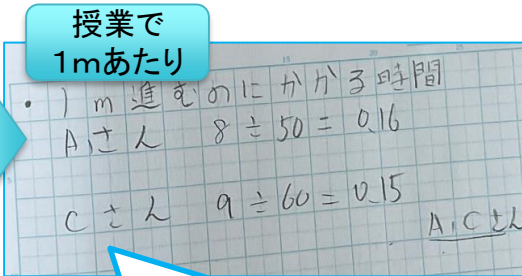 授業で
1mあたり
・1m進むのにかかる時間
Aさん 8÷50=0.16
Cさん 9÷60=0.15
A,Cさん